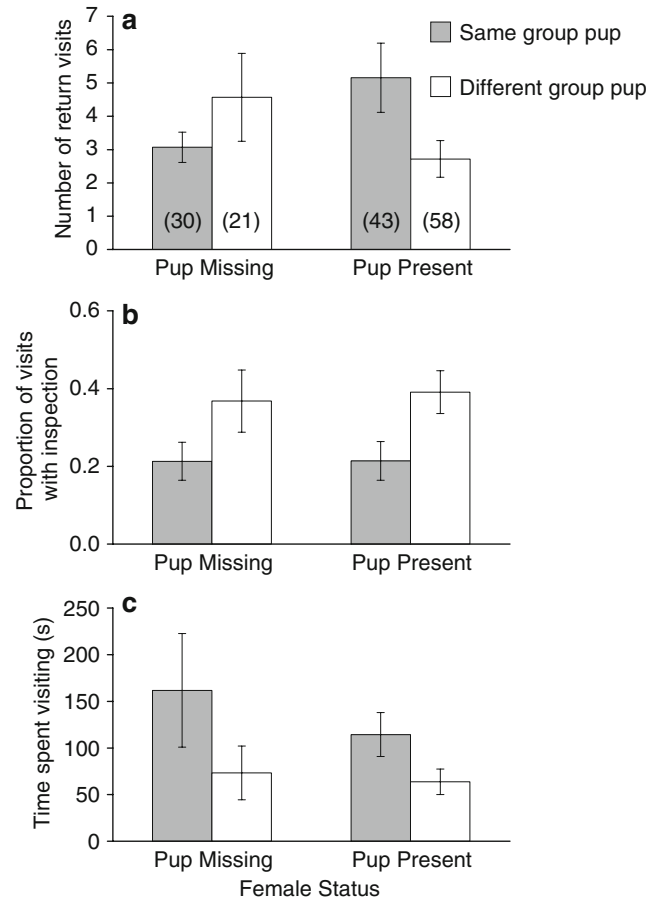 a
Same group pup
Different group pup
Number of return visits
7
6
5
4
3
2
1
0
(30) (21) (43) (58)
Pup Missing Pup Present
b
Proportion of visits
with inspection
0.6
0.4
0.2
0.0
Pup Missing Pup Present
c
Time spent visiting (s)
250
200
150
100
50
0
Pup Missing Pup Present
Female Status